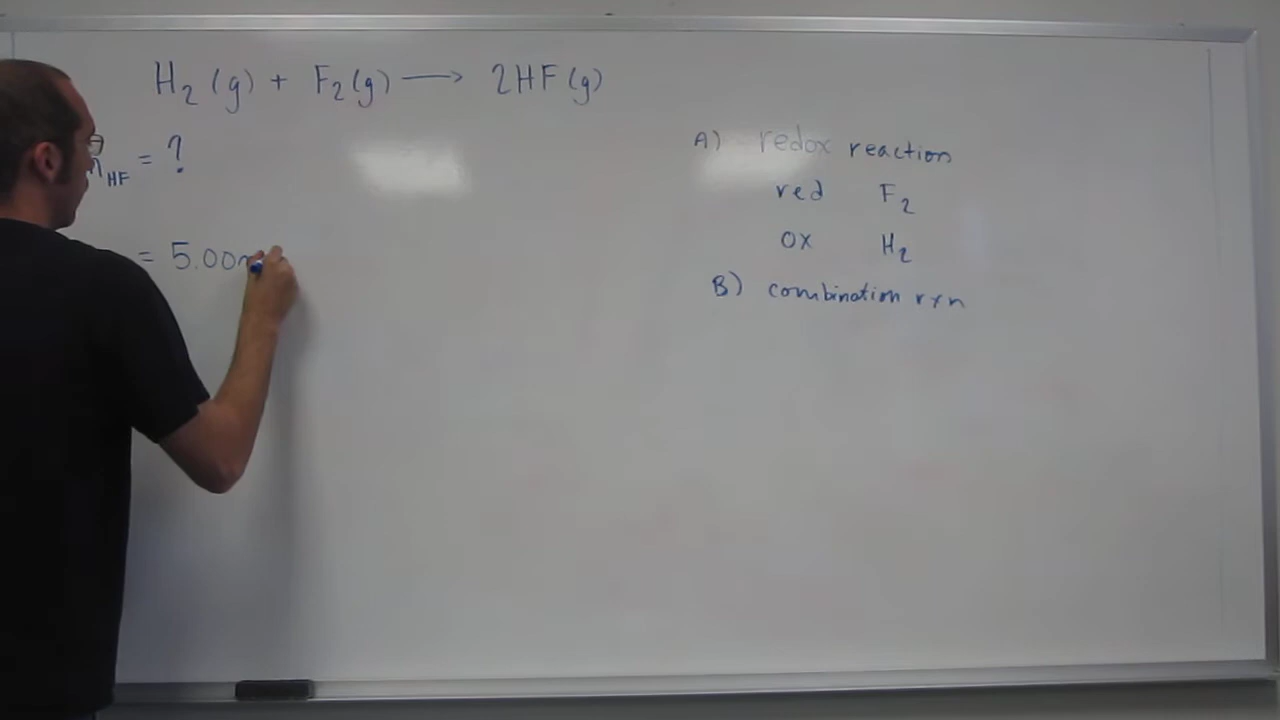 H₂ (g) + F₂(g) ⟶ 2HF(g)
HF = ?
= 5.00
A) redox reaction
red F₂
ox H₂
B) combination rxn